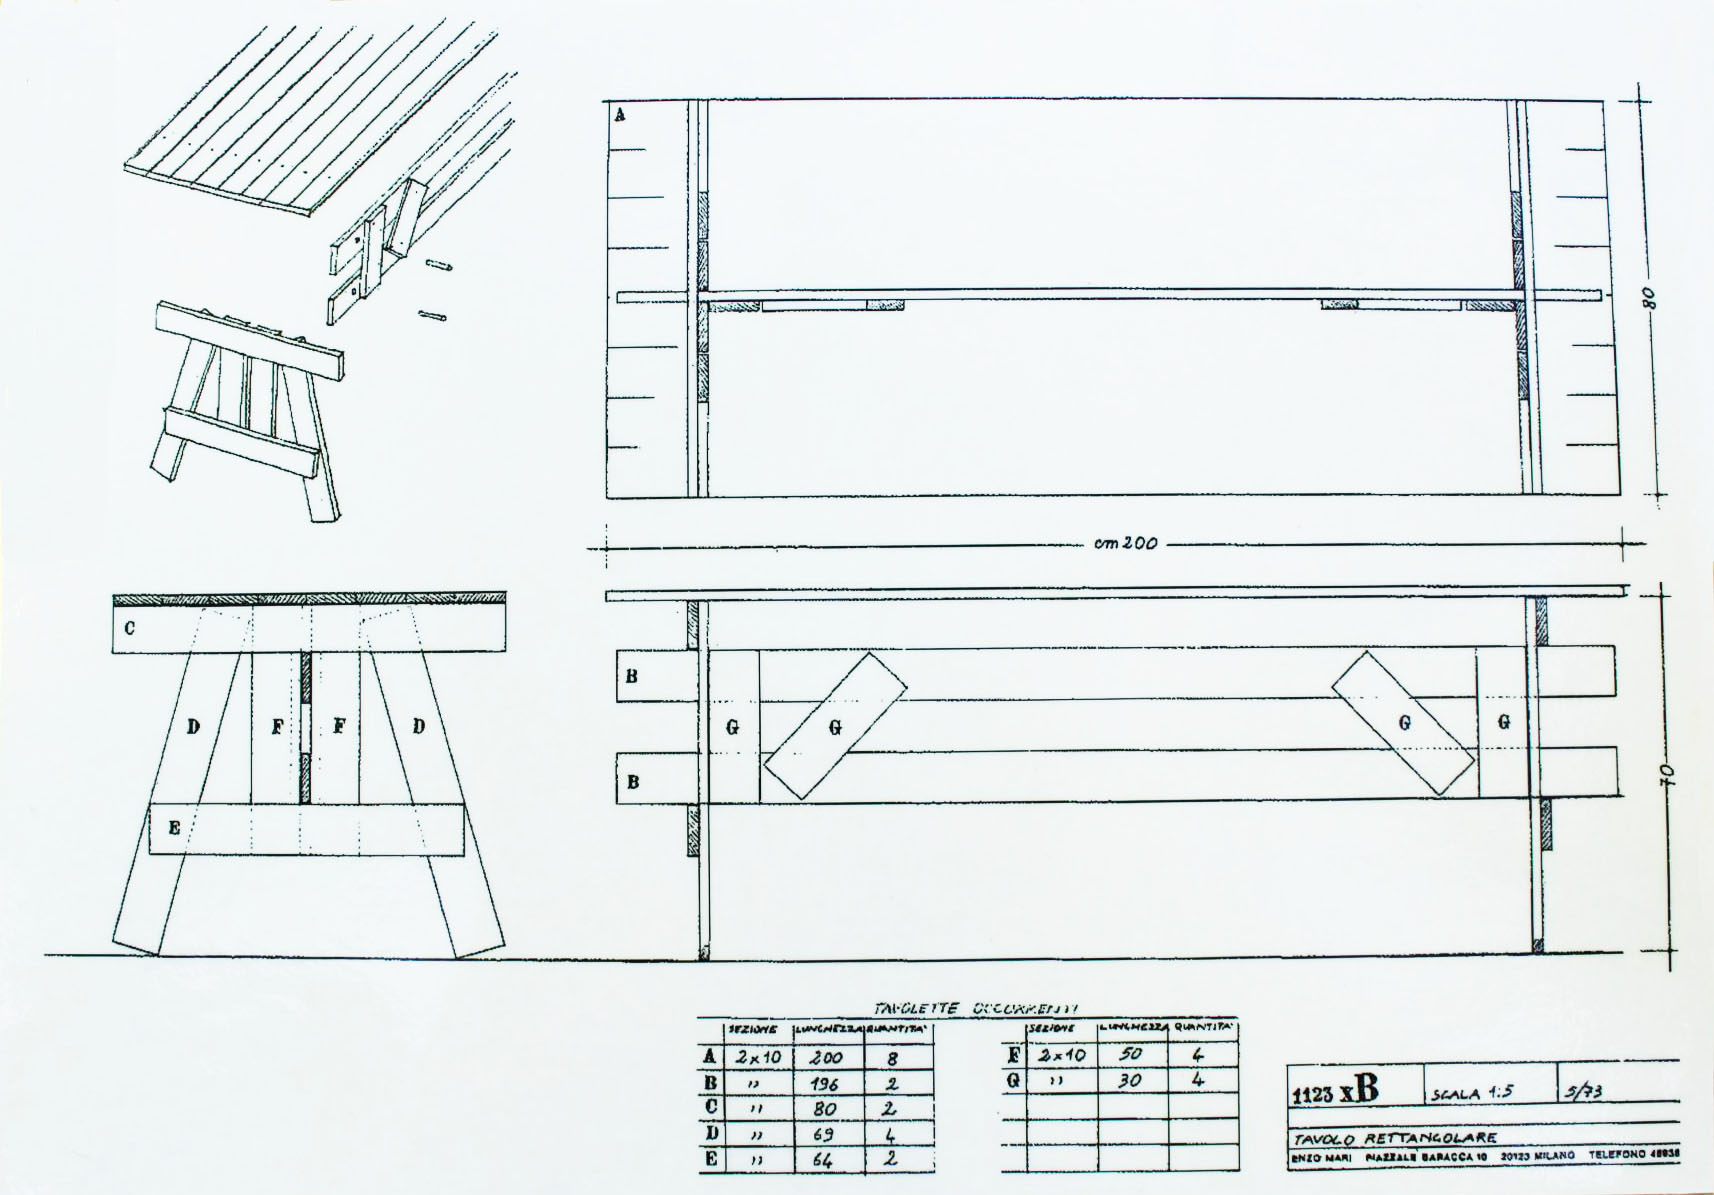 A
80
cm 200
C
D F F D
E
B
G G G G
B
70
TAVOLETTE OCCORRENTI
SEZIONE LUNGHEZZA QUANTITA'
A 2x10 200 8
B " 196 2
C " 80 2
D " 69 4
E " 64 2
SEZIONE LUNGHEZZA QUANTITA'
F 2x10 50 4
G " 30 4
1123 xB SCALA 1:5 5/73
TAVOLO RETTANGOLARE
ENZO MARI PIAZZALE BARACCA 10 20123 MILANO TELEFONO